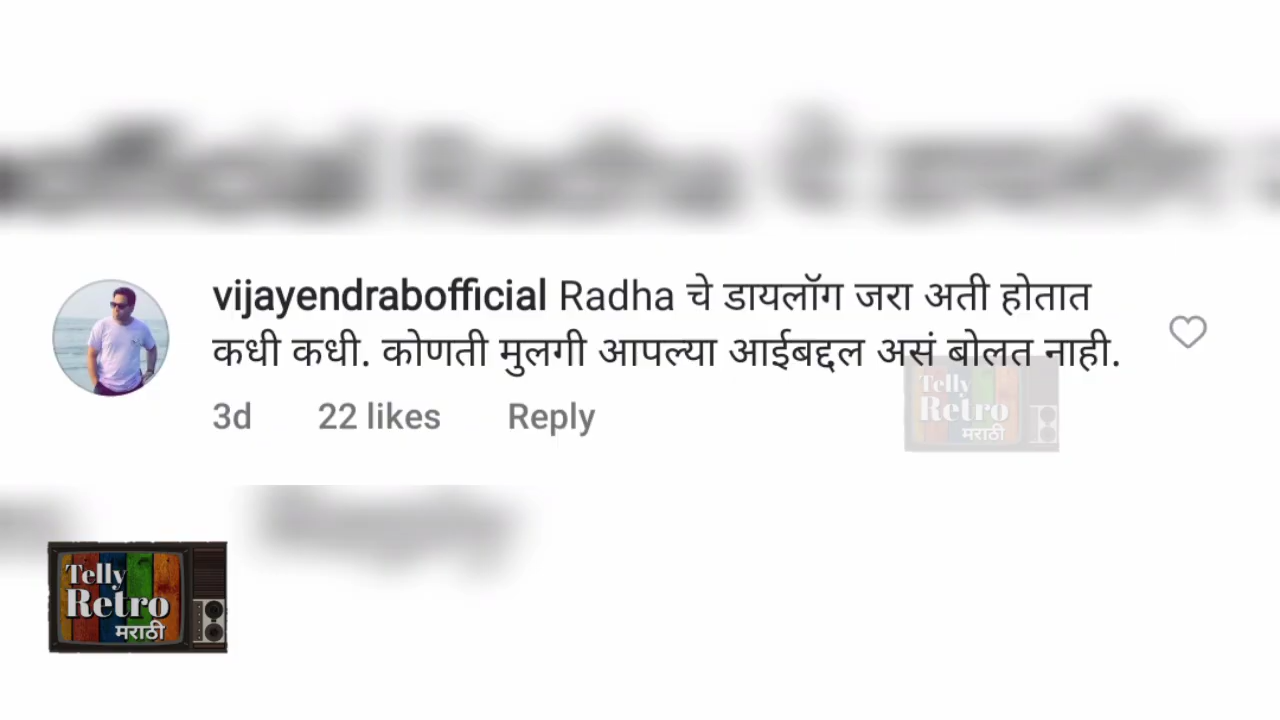 vijayendrabofficial Radha चे डायलॉग जरा अती होतात
कधी कधी. कोणती मुलगी आपल्या आईबद्दल असं बोलत नाही.
3d 22 likes Reply
Telly
Retro
मराठी
Telly
Retro
मराठी